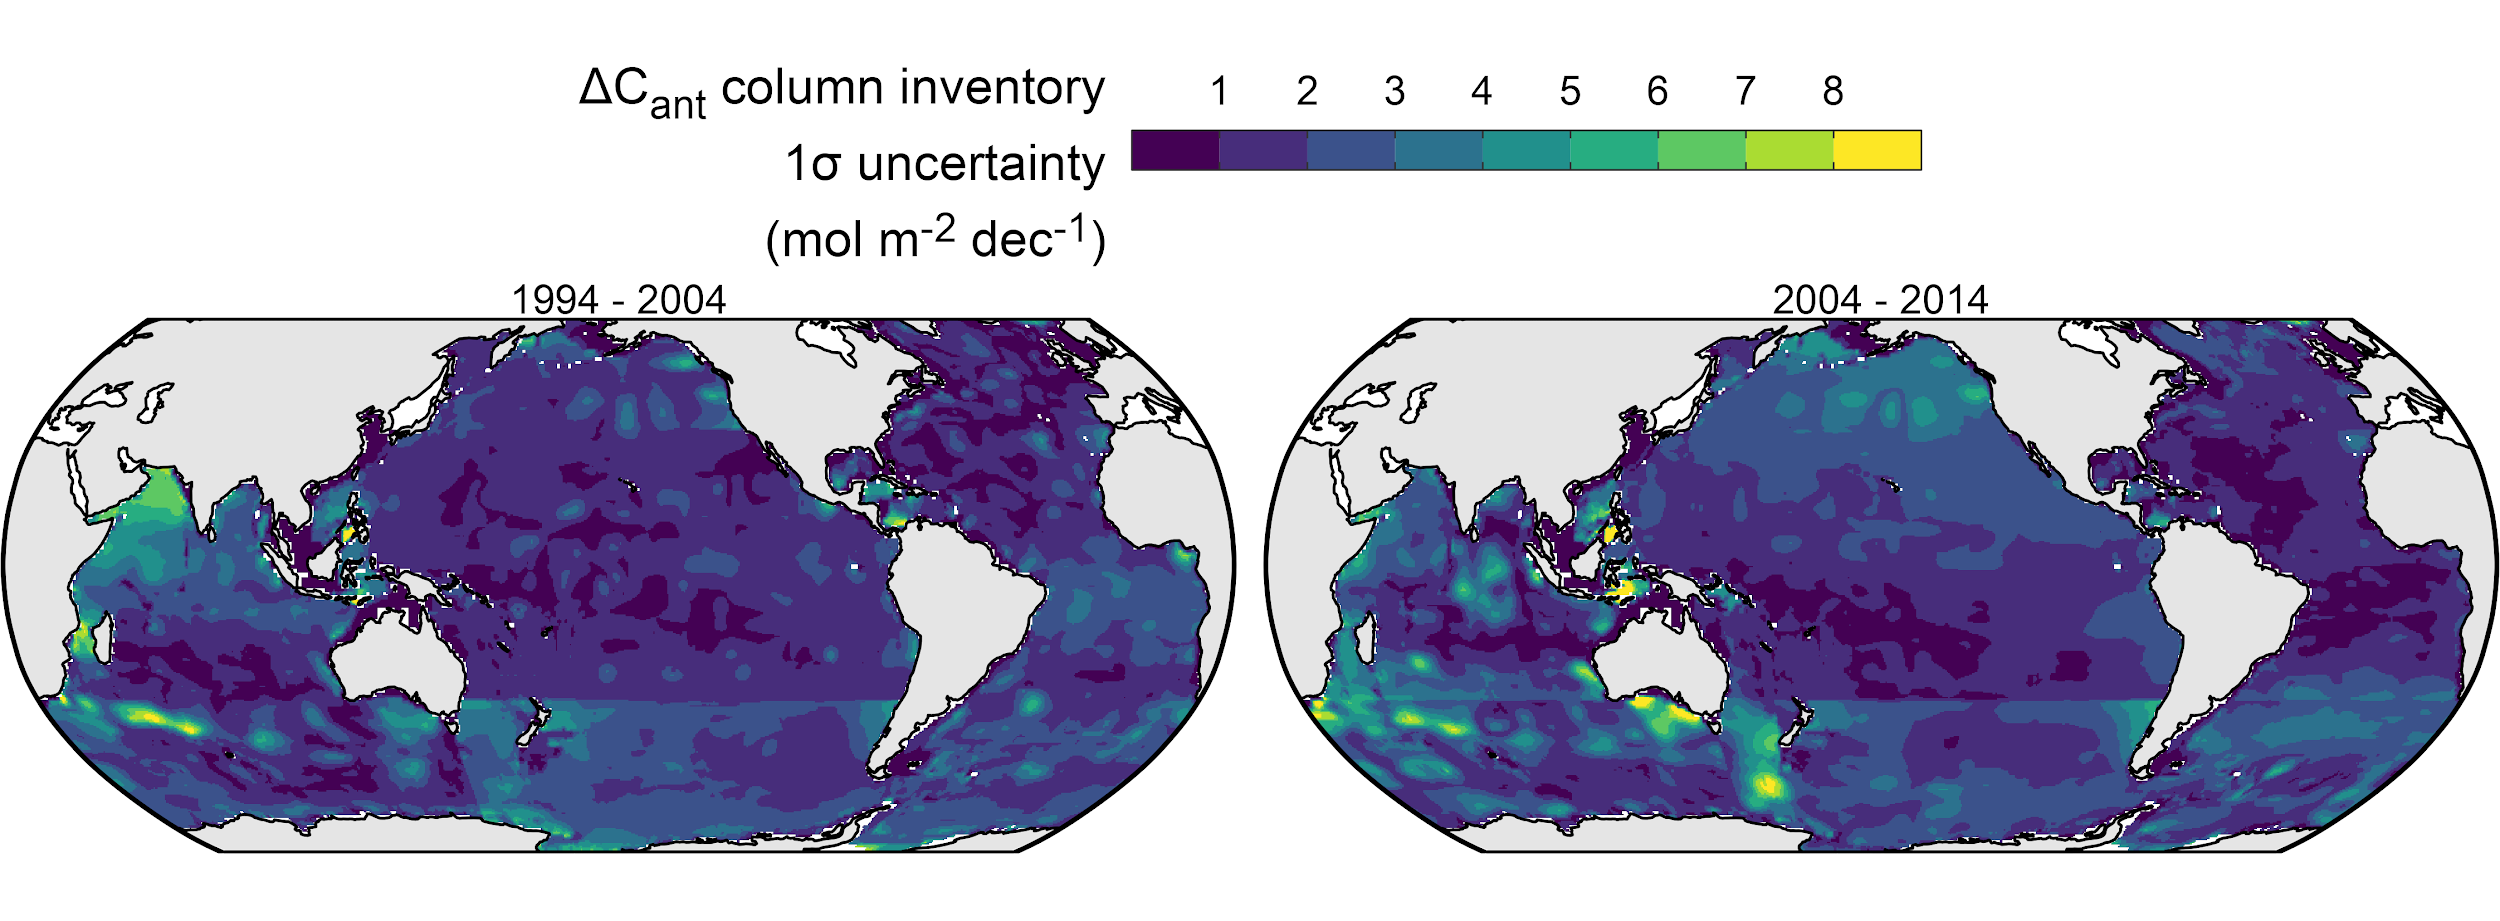 ΔCant column inventory
1σ uncertainty
(mol m-2 dec-1)
1 2 3 4 5 6 7 8
1994 - 2004
2004 - 2014